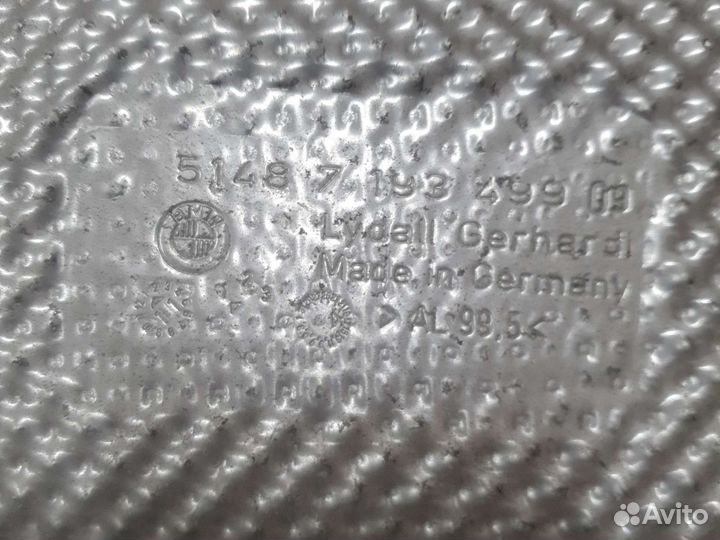 5148 7 193 499 09
Lydall Gerhardi
Made in Germany
>AL 99,5<
Avito